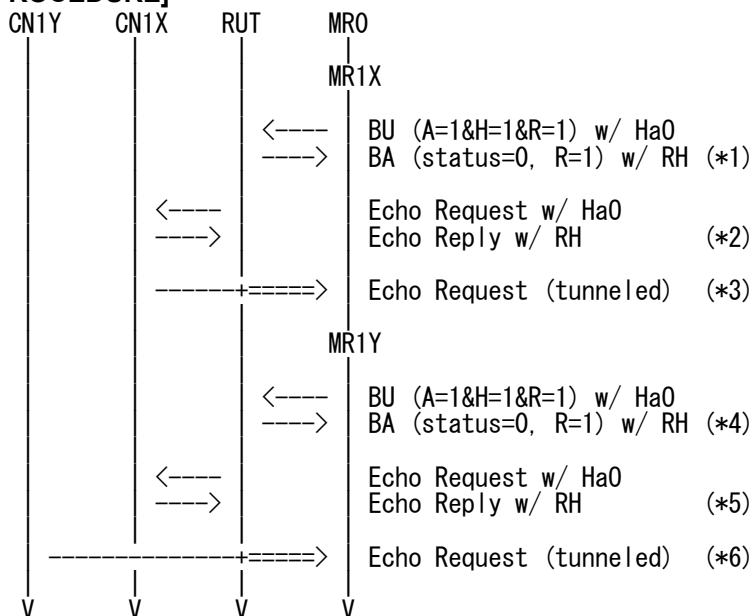 ROCEDURE]
CN1Y CN1X RUT MR0
MR1X
<---- BU (A=1&H=1&R=1) w/ HaO
----> BA (status=0, R=1) w/ RH (*1)
<---- Echo Request w/ HaO
----> Echo Reply w/ RH (*2)
------+=====> Echo Request (tunneled) (*3)
MR1Y
<---- BU (A=1&H=1&R=1) w/ HaO
----> BA (status=0, R=1) w/ RH (*4)
<---- Echo Request w/ HaO
----> Echo Reply w/ RH (*5)
-------------+=====> Echo Request (tunneled) (*6)
V V V V